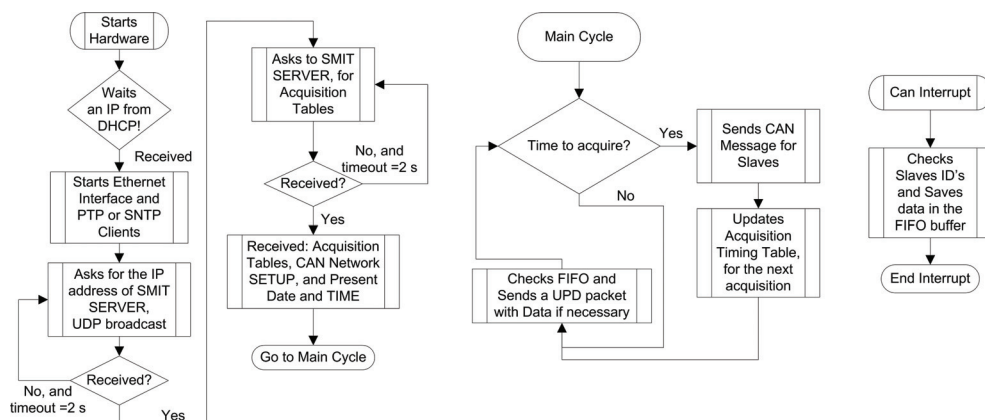 Starts
Hardware
Waits
an IP from
DHCP!
Received
Starts Ethernet
Interface and
PTP or SNTP
Clients
Asks for the IP
address of SMIT
SERVER,
UDP broadcast
Received?
No, and
timeout =2 s
Yes
Asks to SMIT
SERVER, for
Acquisition
Tables
No, and
timeout =2 s
Received?
Yes
Received: Acquisition
Tables, CAN Network
SETUP, and Present
Date and TIME
Go to Main Cycle
Main Cycle
Time to acquire?
Yes
No
Sends CAN
Message for
Slaves
Updates
Acquisition
Timing Table,
for the next
acquisition
Checks FIFO and
Sends a UPD packet
with Data if necessary
Can Interrupt
Checks
Slaves ID's
and Saves
data in the
FIFO buffer
End Interrupt